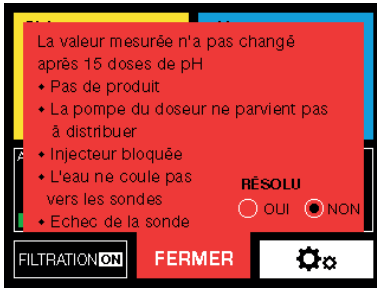 La valeur mesurée n'a pas changé
après 15 doses de pH
• Pas de produit
• La pompe du doseur ne parvient pas
à distribuer
• Injecteur bloquée
• L'eau ne coule pas
vers les sondes
• Echec de la sonde
RÉSOLU
OUI NON
FILTRATION ON
FERMER